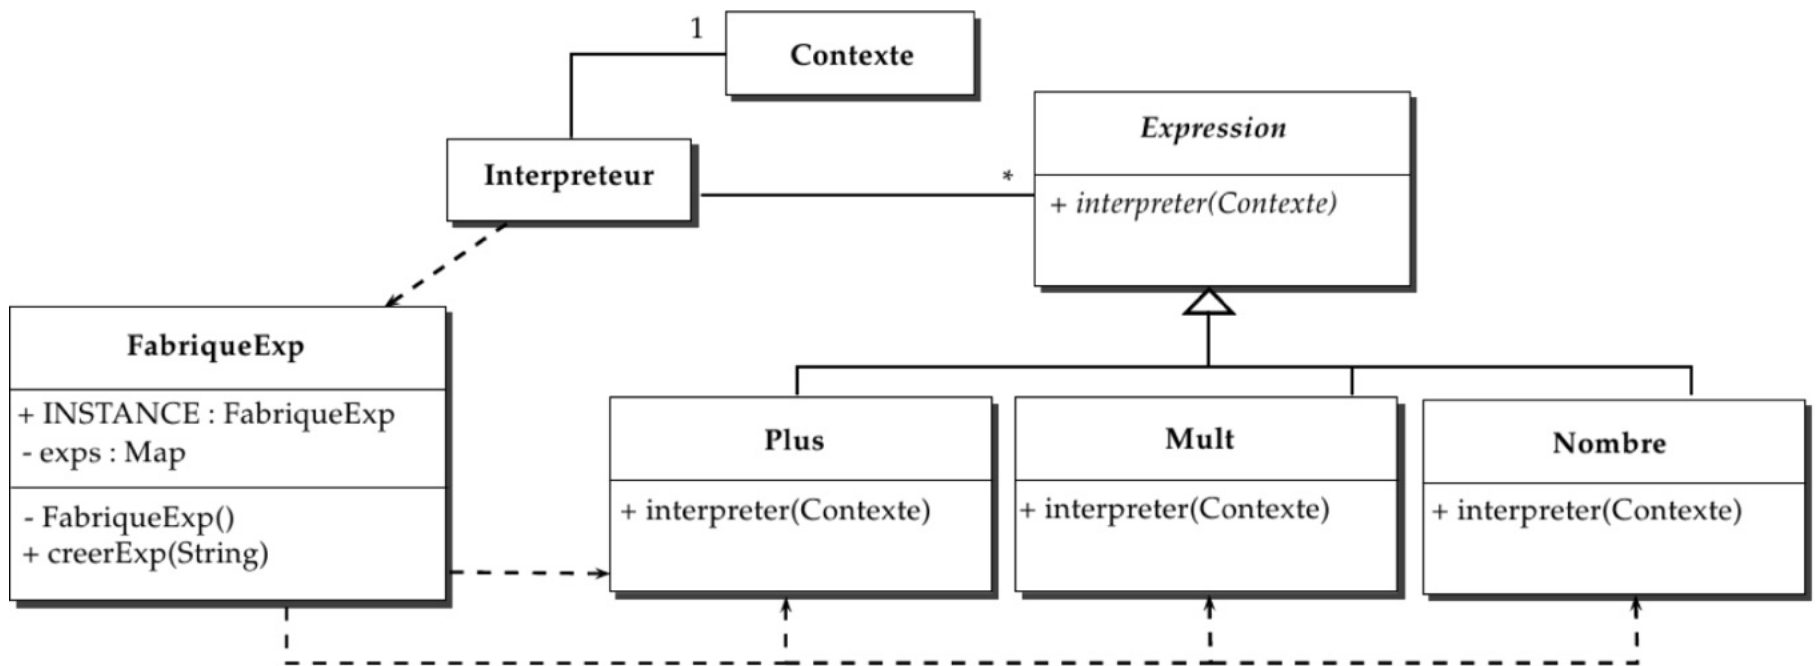 1
Contexte
Expression
Interpreteur
*
+ interpreter(Contexte)
FabriqueExp
+ INSTANCE : FabriqueExp
- exps : Map
- FabriqueExp()
+ creerExp(String)
Plus
+ interpreter(Contexte)
Mult
+ interpreter(Contexte)
Nombre
+ interpreter(Contexte)